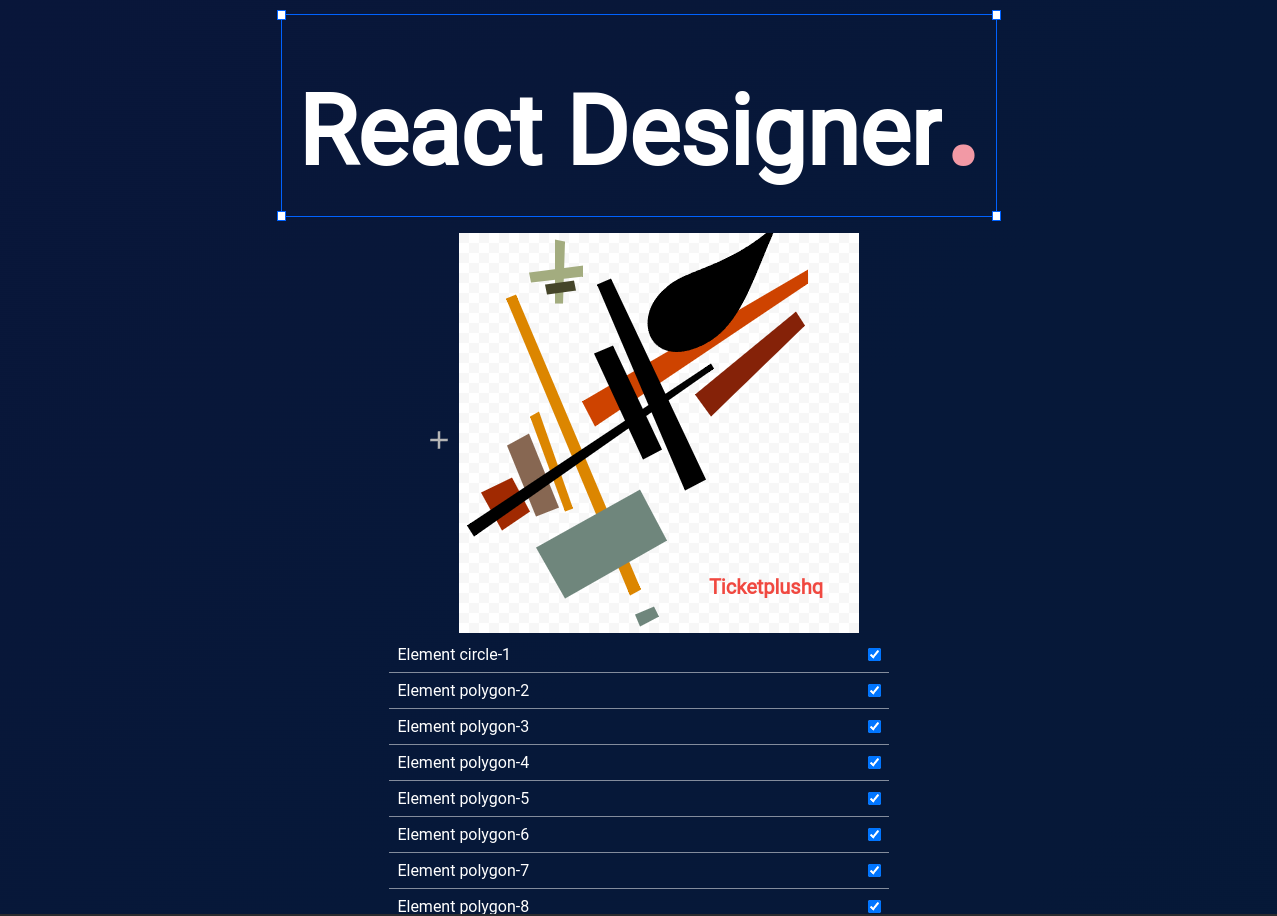 React Designer.
Ticketplushq
Element circle-1
Element polygon-2
Element polygon-3
Element polygon-4
Element polygon-5
Element polygon-6
Element polygon-7
Element polygon-8